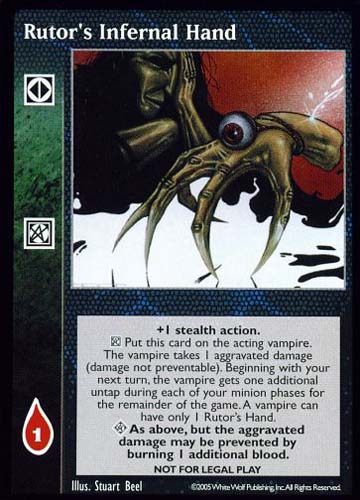 Rutor's Infernal Hand
+1 stealth action.
Put this card on the acting vampire.
The vampire takes 1 aggravated damage
(damage not preventable). Beginning with your
next turn, the vampire gets one additional
untap during each of your minion phases for
the remainder of the game. A vampire can
have only 1 Rutor's Hand.
As above, but the aggravated
damage may be prevented by
burning 1 additional blood.
NOT FOR LEGAL PLAY
1
Illus. Stuart Beel
©2005 White Wolf Publishing, Inc. All Rights Reserved.